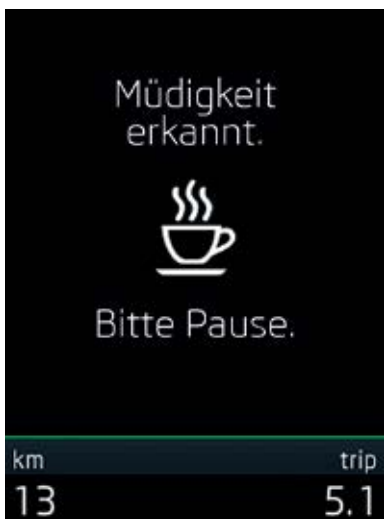 Müdigkeit
erkannt.
Bitte Pause.
km trip
13 5.1